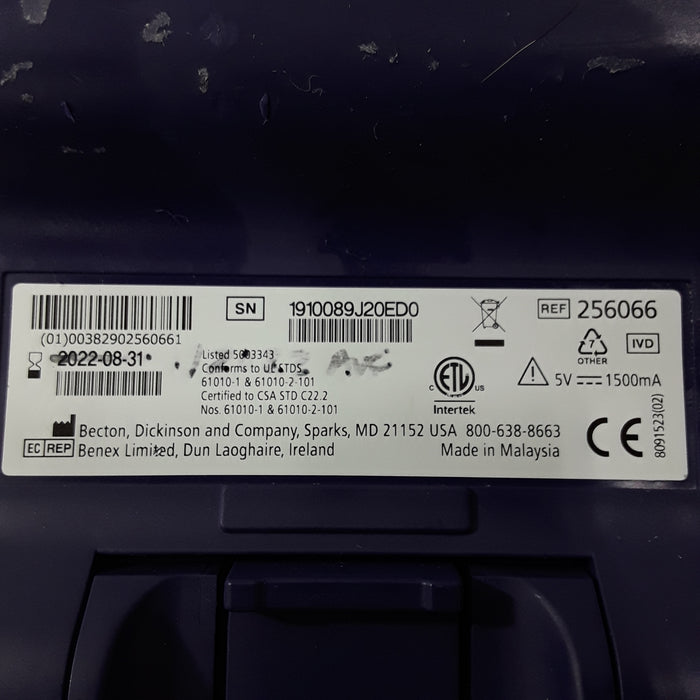 (01)00382902560661
SN 1910089J20ED0
REF 256066
2022-08-31
Listed 5003343
Conforms to UL STDS
61010-1 & 61010-2-101
Certified to CSA STD C22.2
Nos. 61010-1 & 61010-2-101
C ETL US
Intertek
7
OTHER
IVD
5V 1500mA
Becton, Dickinson and Company, Sparks, MD 21152 USA 800-638-8663
EC REP Benex Limited, Dun Laoghaire, Ireland
Made in Malaysia
CE
8091523(02)